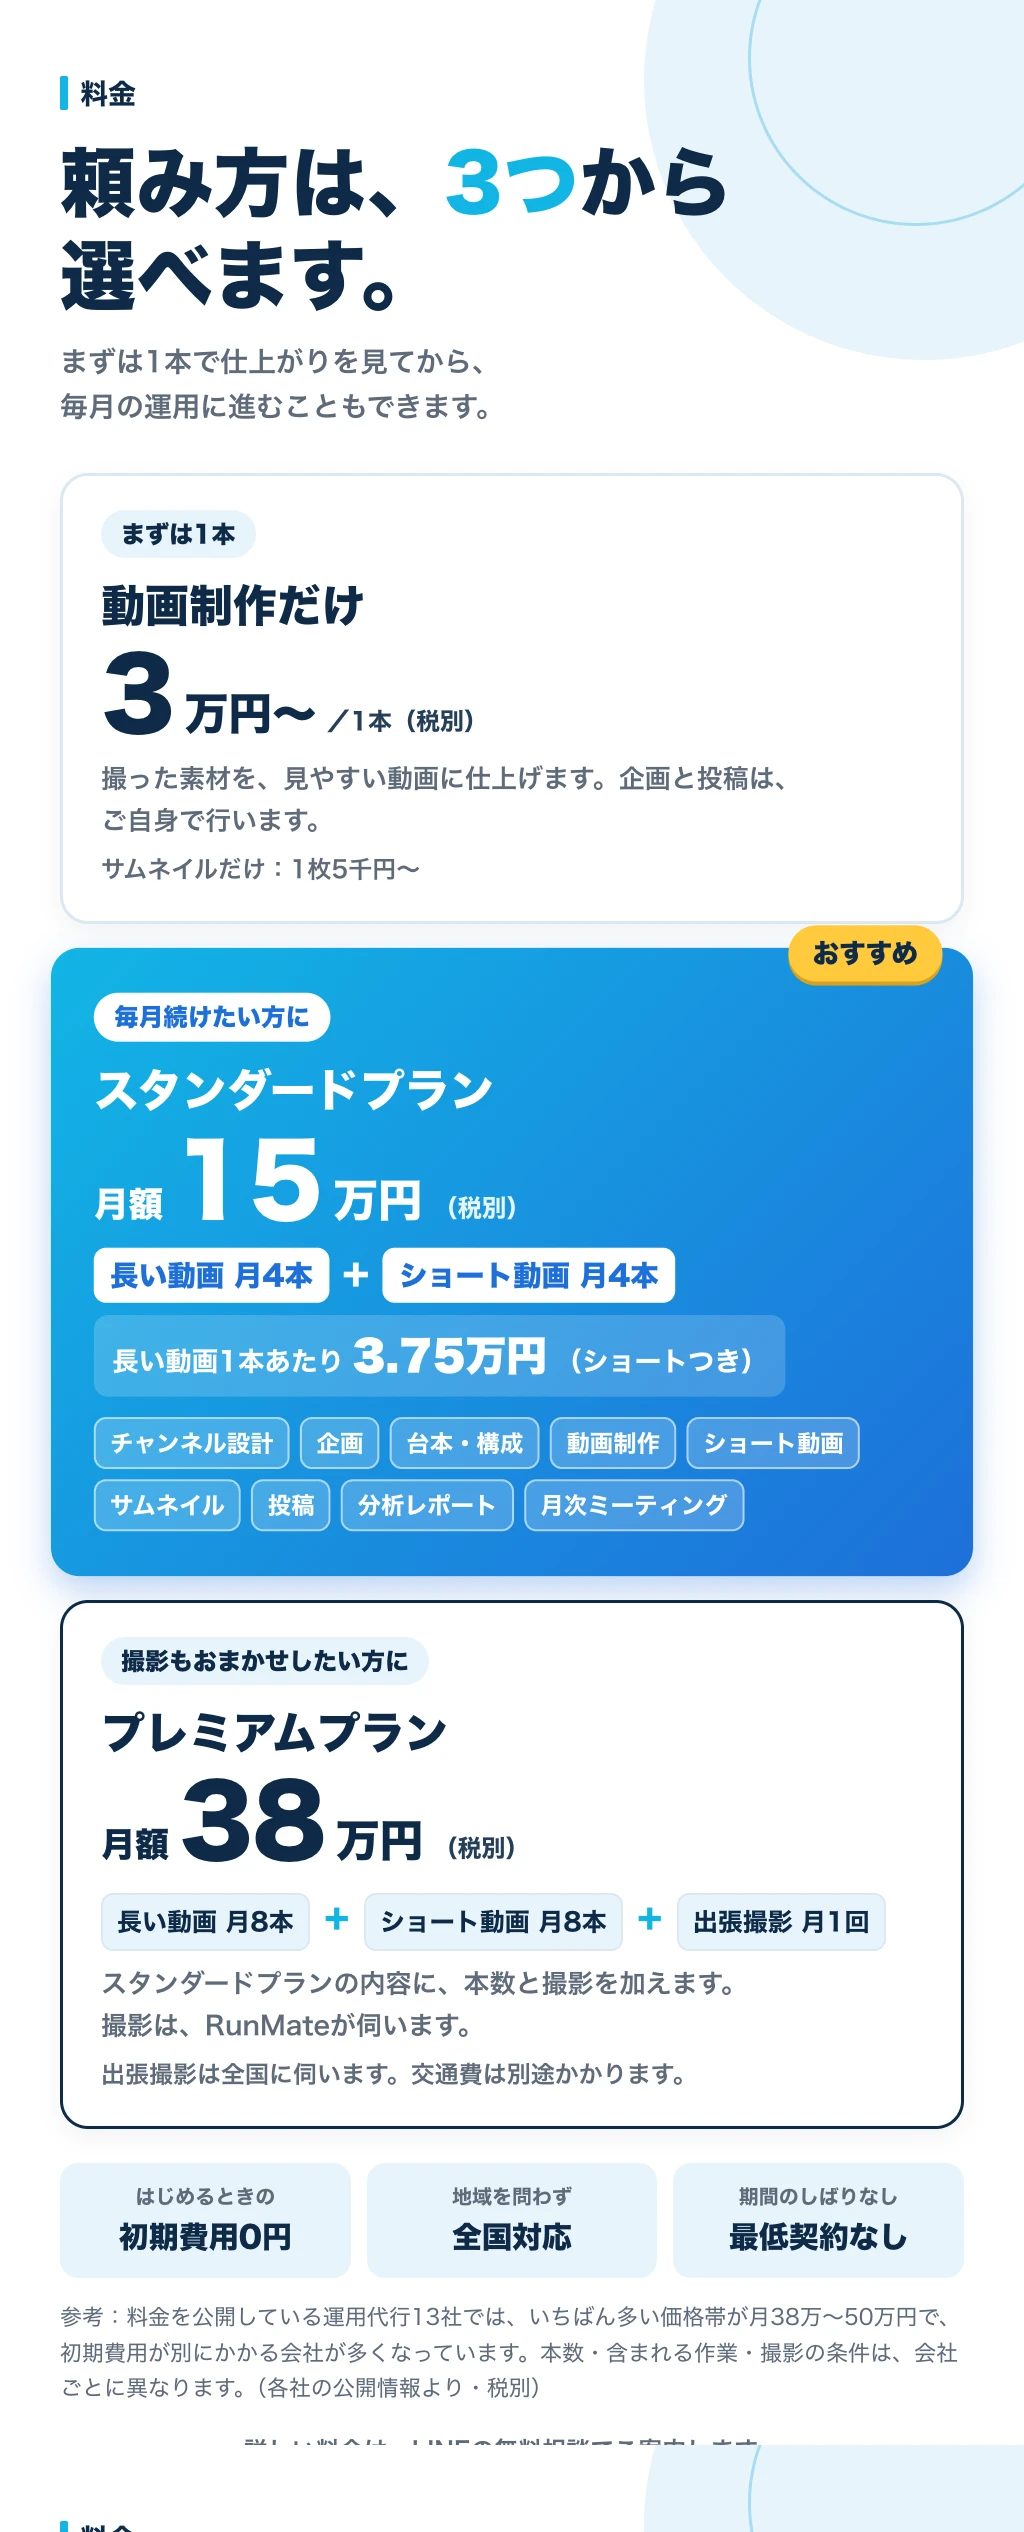 料金
頼み方は、3つから
選べます。
まずは1本で仕上がりを見てから、
毎月の運用に進むこともできます。
まずは1本
動画制作だけ
3万円〜 ／1本（税別）
撮った素材を、見やすい動画に仕上げます。企画と投稿は、
ご自身で行います。
サムネイルだけ：1枚5千円〜
おすすめ
毎月続けたい方に
スタンダードプラン
月額 15万円 （税別）
長い動画 月4本 + ショート動画 月4本
長い動画1本あたり 3.75万円 （ショートつき）
チャンネル設計 企画 台本・構成 動画制作 ショート動画
サムネイル 投稿 分析レポート 月次ミーティング
撮影もおまかせしたい方に
プレミアムプラン
月額 38万円 （税別）
長い動画 月8本 + ショート動画 月8本 + 出張撮影 月1回
スタンダードプランの内容に、本数と撮影を加えます。
撮影は、RunMateが伺います。
出張撮影は全国に伺います。交通費は別途かかります。
はじめるときの 地域を問わず 期間のしばりなし
初期費用0円 全国対応 最低契約なし
参考：料金を公開している運用代行13社では、いちばん多い価格帯が月38万〜50万円で、
初期費用が別にかかる会社が多くなっています。本数・含まれる作業・撮影の条件は、会社
ごとに異なります。（各社の公開情報より・税別）
詳しい料金は、LINEの無料相談でご案内します。
料金